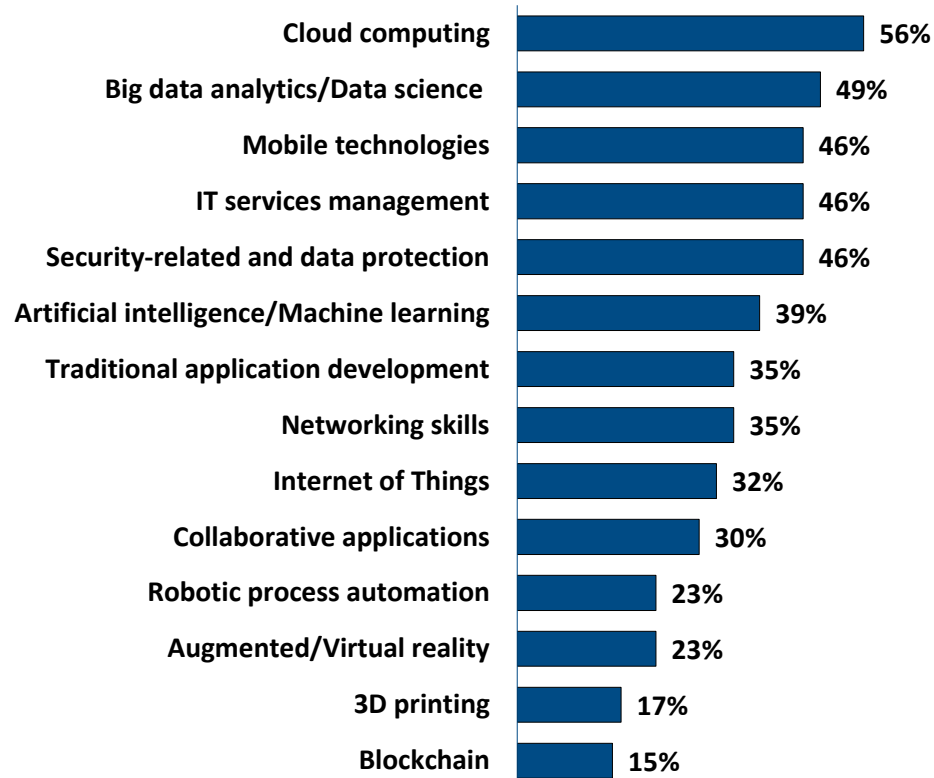 Cloud computing 56%
Big data analytics/Data science 49%
Mobile technologies 46%
IT services management 46%
Security-related and data protection 46%
Artificial intelligence/Machine learning 39%
Traditional application development 35%
Networking skills 35%
Internet of Things 32%
Collaborative applications 30%
Robotic process automation 23%
Augmented/Virtual reality 23%
3D printing 17%
Blockchain 15%